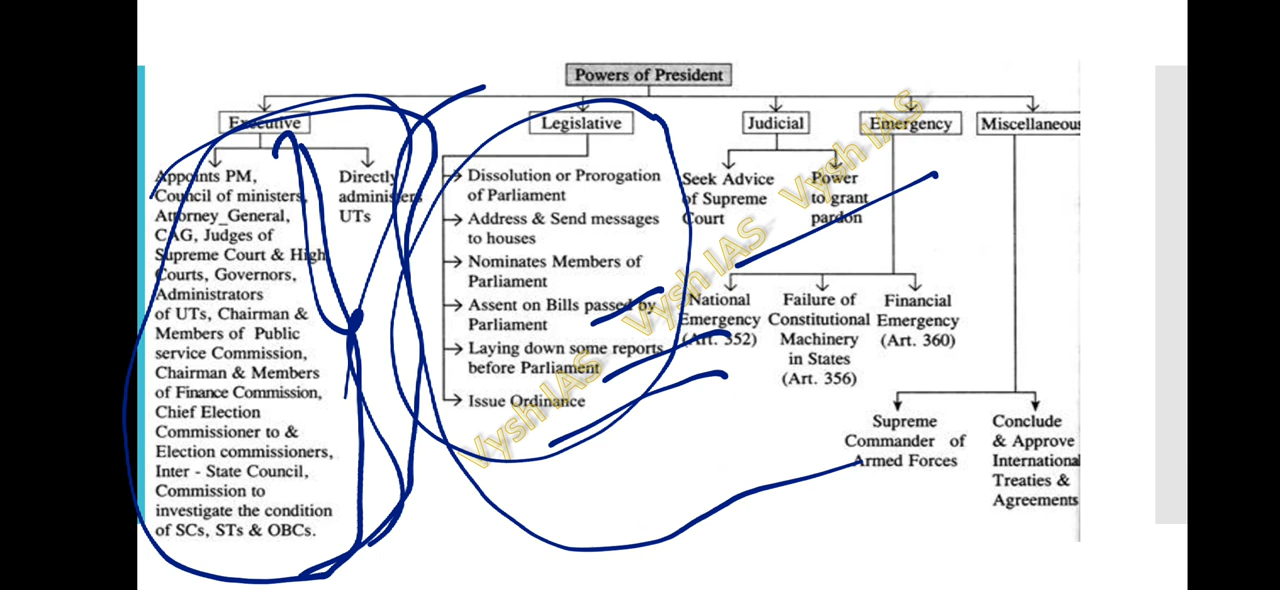 Powers of President
Executive
Legislative
Judicial
Emergency
Miscellaneous
Appoints PM,
Council of ministers,
Attorney_General,
CAG, Judges of
Supreme Court & High
Courts, Governors,
Administrators
of UTs, Chairman &
Members of Public
service Commission,
Chairman & Members
of Finance Commission,
Chief Election
Commissioner to &
Election commissioners,
Inter - State Council,
Commission to
investigate the condition
of SCs, STs & OBCs.
Directly
administers
UTs
Dissolution or Prorogation
of Parliament
Address & Send messages
to houses
Nominates Members of
Parliament
Assent on Bills passed by
Parliament
Laying down some reports
before Parliament
Issue Ordinance
Seek Advice
of Supreme
Court
Power
to grant
pardon
National
Emergency
(Art. 352)
Failure of
Constitutional
Machinery
in States
(Art. 356)
Financial
Emergency
(Art. 360)
Supreme
Commander of
Armed Forces
Conclude
& Approve
International
Treaties &
Agreements
Vysh IAS
Vysh IAS
Vysh IAS